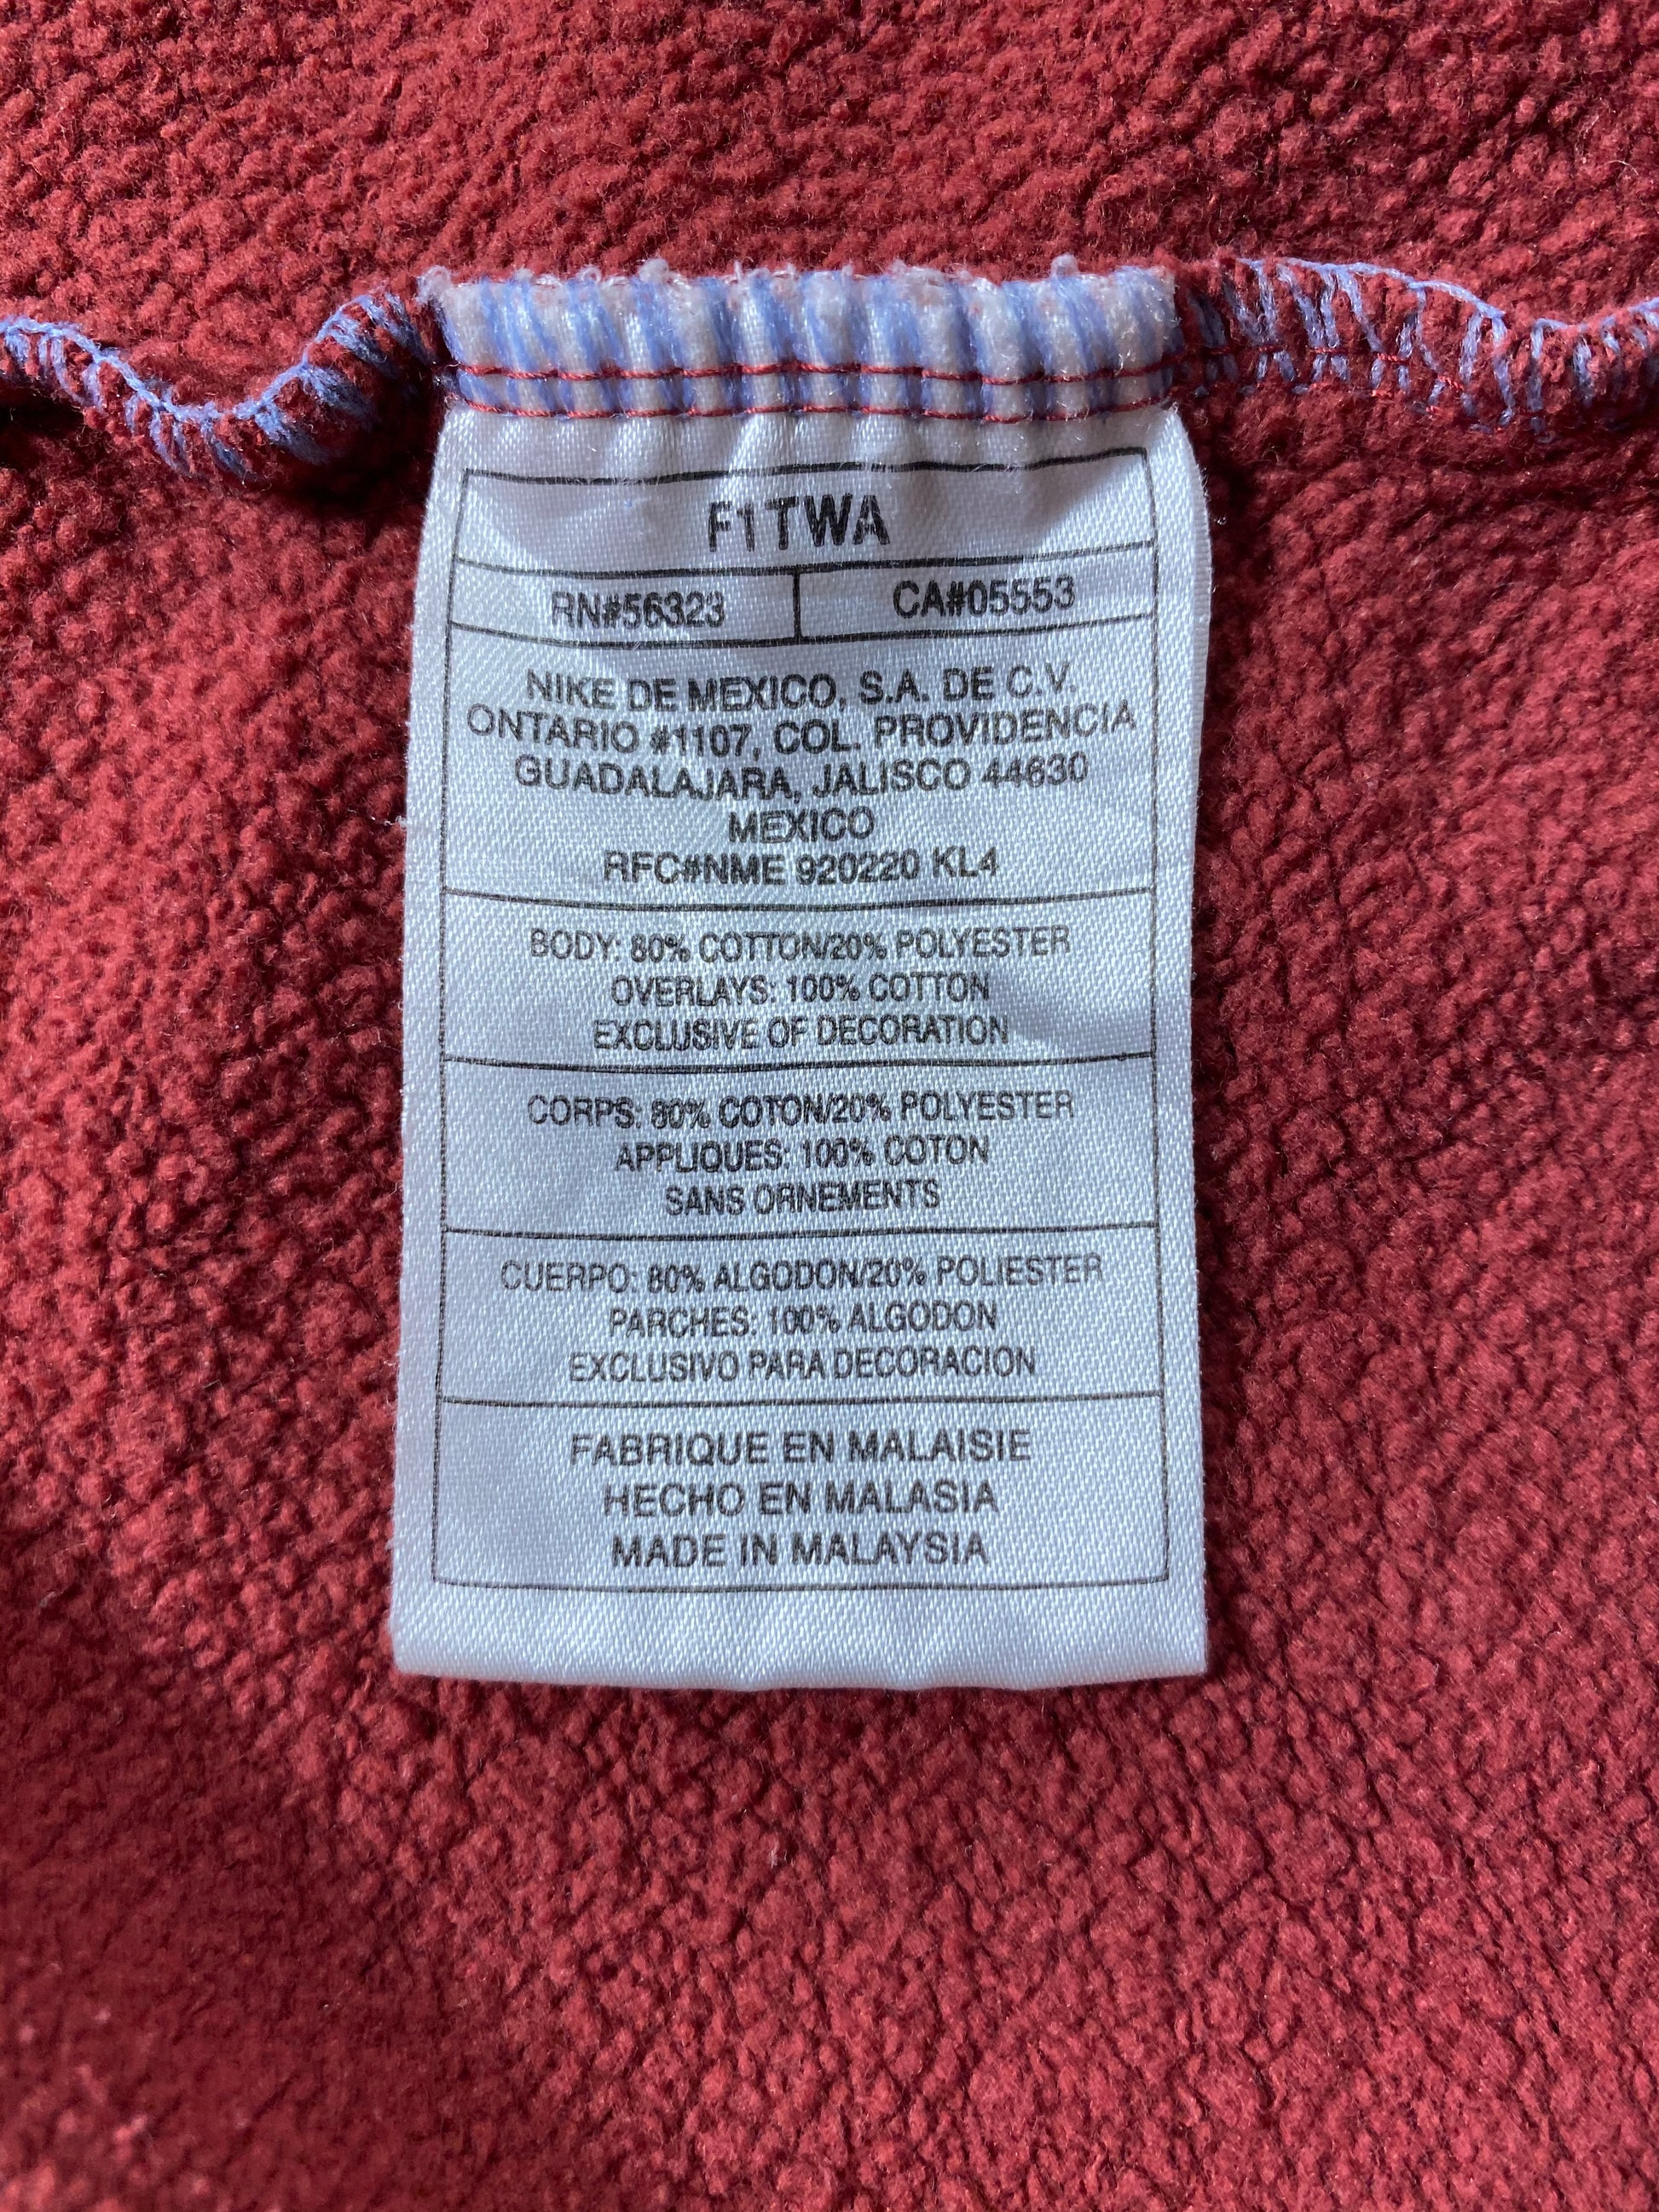 F1TWA
RN#56323 CA#05553
NIKE DE MEXICO, S.A. DE C.V.
ONTARIO #1107, COL. PROVIDENCIA
GUADALAJARA, JALISCO 44630
MEXICO
RFC#NME 920220 KL4
BODY: 80% COTTON/20% POLYESTER
OVERLAYS: 100% COTTON
EXCLUSIVE OF DECORATION
CORPS: 80% COTON/20% POLYESTER
APPLIQUES: 100% COTON
SANS ORNEMENTS
CUERPO: 80% ALGODON/20% POLIESTER
PARCHES: 100% ALGODON
EXCLUSIVO PARA DECORACION
FABRIQUE EN MALAISIE
HECHO EN MALASIA
MADE IN MALAYSIA